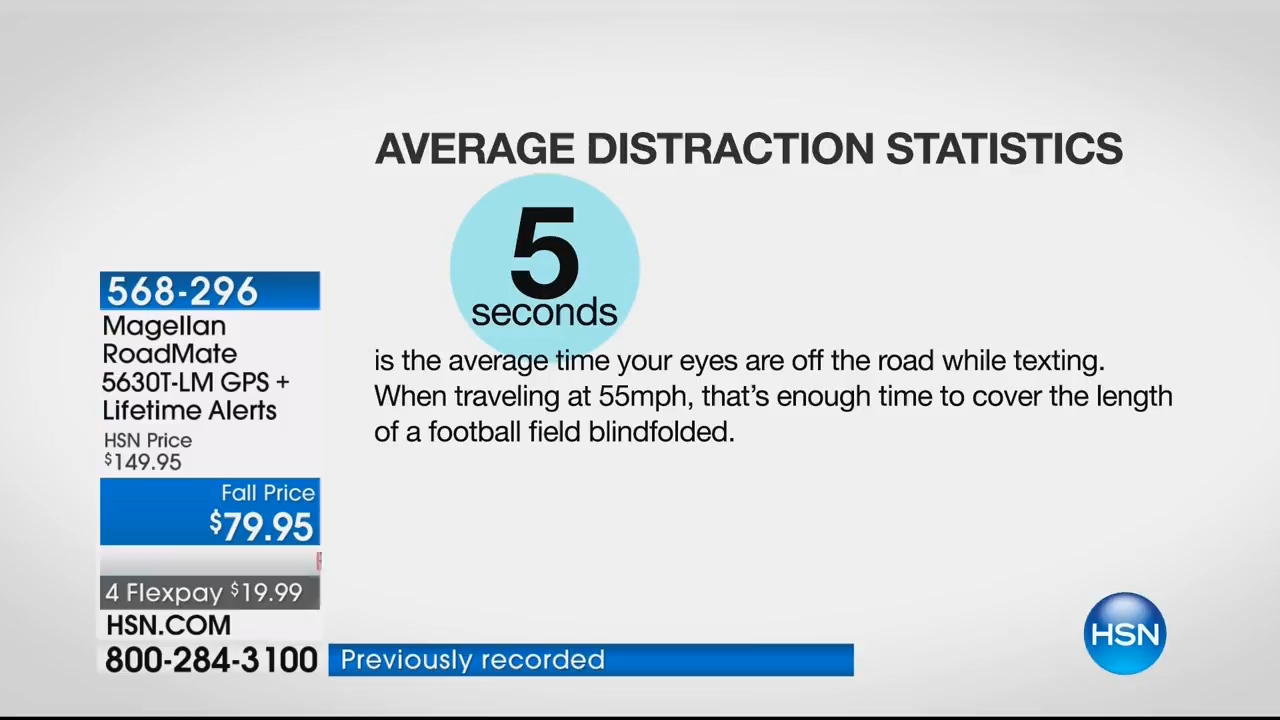 AVERAGE DISTRACTION STATISTICS
5
seconds
is the average time your eyes are off the road while texting.
When traveling at 55mph, that's enough time to cover the length
of a football field blindfolded.
568-296
Magellan
RoadMate
5630T-LM GPS +
Lifetime Alerts
HSN Price
$149.95
Fall Price
$79.95
4 Flexpay $19.99
HSN.COM
800-284-3100
Previously recorded
HSN